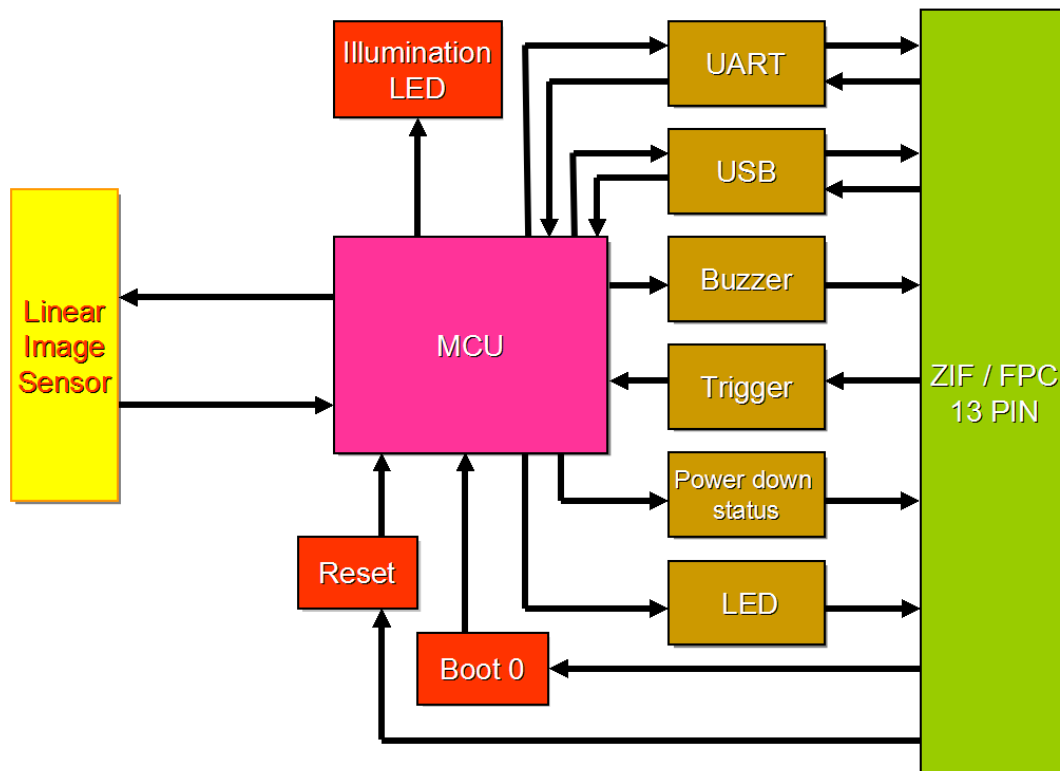 Illumination
LED
UART
USB
Linear
Image
Sensor
MCU
Buzzer
Trigger
ZIF / FPC
13 PIN
Power down
status
Reset
LED
Boot 0